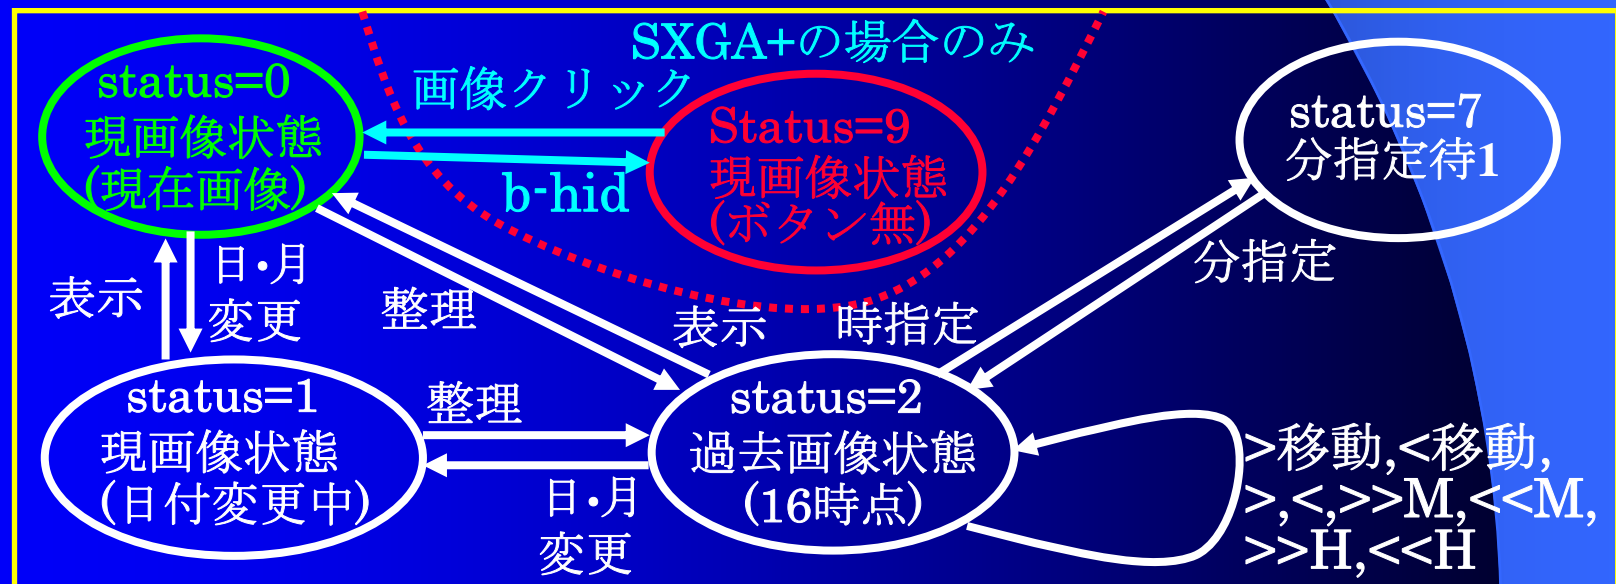 SXGA+の場合のみ
status=0
現画像状態
(現在画像)
画像クリック
b-hid
Status=9
現画像状態
(ボタン無)
status=7
分指定待1
表示
日・月
変更
整理
表示
時指定
分指定
status=1
現画像状態
(日付変更中)
整理
日・月
変更
status=2
過去画像状態
(16時点)
>移動,<移動,
>,<,>>M,<<M,
>>H,<<H